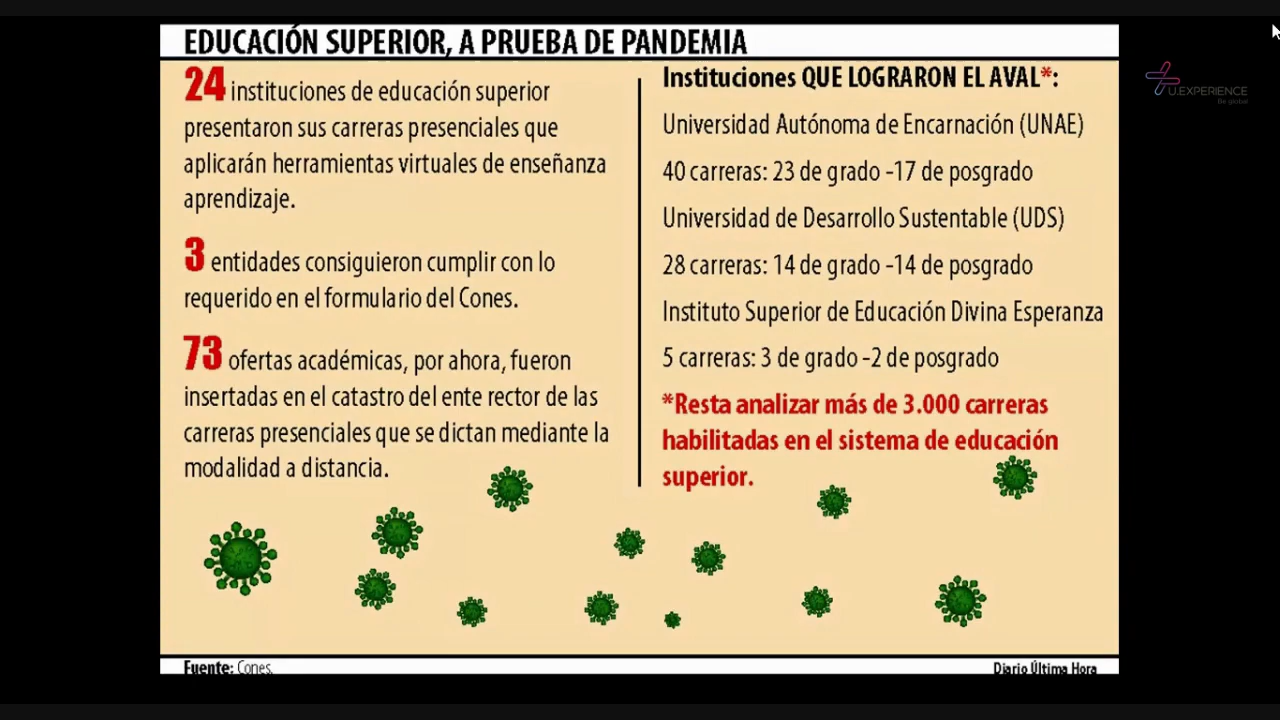 EDUCACIÓN SUPERIOR, A PRUEBA DE PANDEMIA
24 instituciones de educación superior
presentaron sus carreras presenciales que
aplicarán herramientas virtuales de enseñanza
aprendizaje.
3 entidades consiguieron cumplir con lo
requerido en el formulario del Cones.
73 ofertas académicas, por ahora, fueron
insertadas en el catastro del ente rector de las
carreras presenciales que se dictan mediante la
modalidad a distancia.
Instituciones QUE LOGRARON EL AVAL*:
Universidad Autónoma de Encarnación (UNAE)
40 carreras: 23 de grado -17 de posgrado
Universidad de Desarrollo Sustentable (UDS)
28 carreras: 14 de grado -14 de posgrado
Instituto Superior de Educación Divina Esperanza
5 carreras: 3 de grado -2 de posgrado
*Resta analizar más de 3.000 carreras
habilitadas en el sistema de educación
superior.
Fuente: Cones.
Diario Última Hora
U.EXPERIENCE
Be global